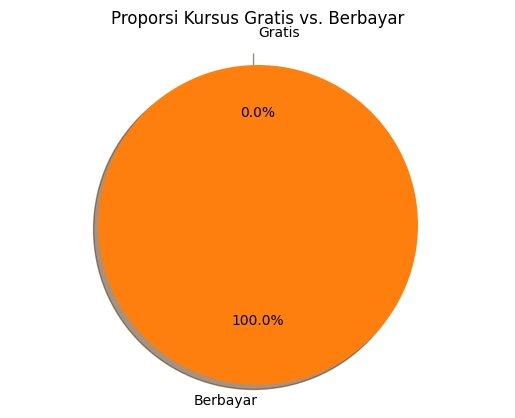 Proporsi Kursus Gratis vs. Berbayar
Gratis
0.0%
100.0%
Berbayar